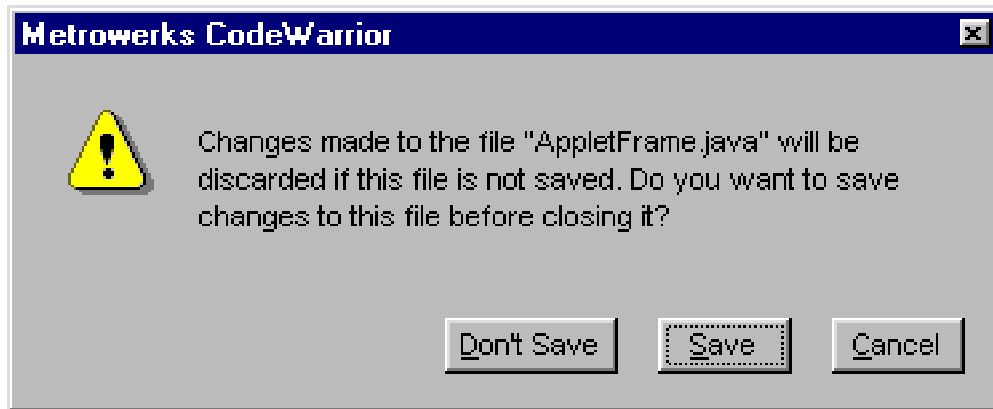 Metrowerks CodeWarrior
Changes made to the file "AppletFrame.java" will be
discarded if this file is not saved. Do you want to save
changes to this file before closing it?
Don't Save
Save
Cancel